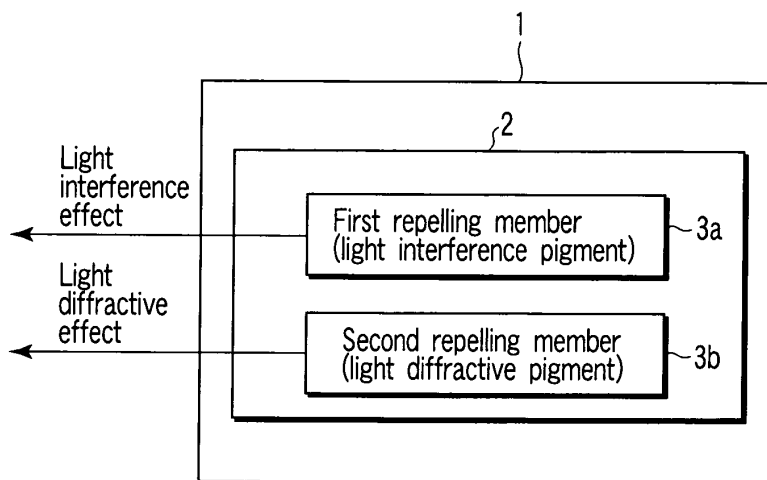 1
2
Light
interference
effect
First repelling member
(light interference pigment)
3a
Light
diffractive
effect
Second repelling member
(light diffractive pigment)
3b